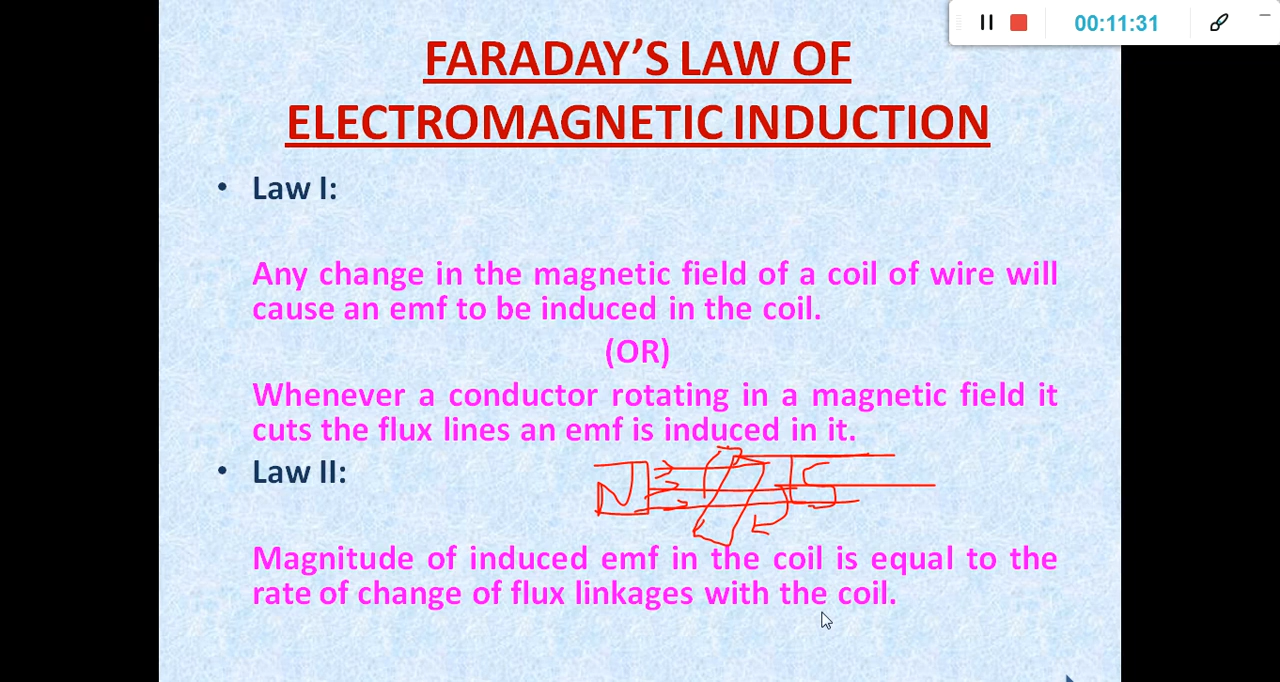 00:11:31
FARADAY’S LAW OF
ELECTROMAGNETIC INDUCTION
• Law I:
Any change in the magnetic field of a coil of wire will
cause an emf to be induced in the coil.
(OR)
Whenever a conductor rotating in a magnetic field it
cuts the flux lines an emf is induced in it.
• Law II:
N
Magnitude of induced emf in the coil is equal to the
rate of change of flux linkages with the coil.